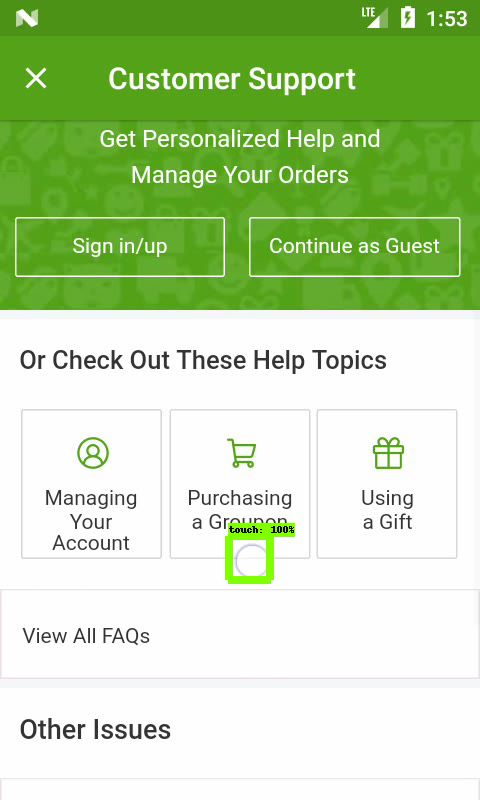 LTE 1:53
Customer Support
Get Personalized Help and
Manage Your Orders
Sign in/up
Continue as Guest
Or Check Out These Help Topics
Managing
Your
Account
Purchasing
a Groupon
Using
a Gift
touch: 100%
View All FAQs
Other Issues